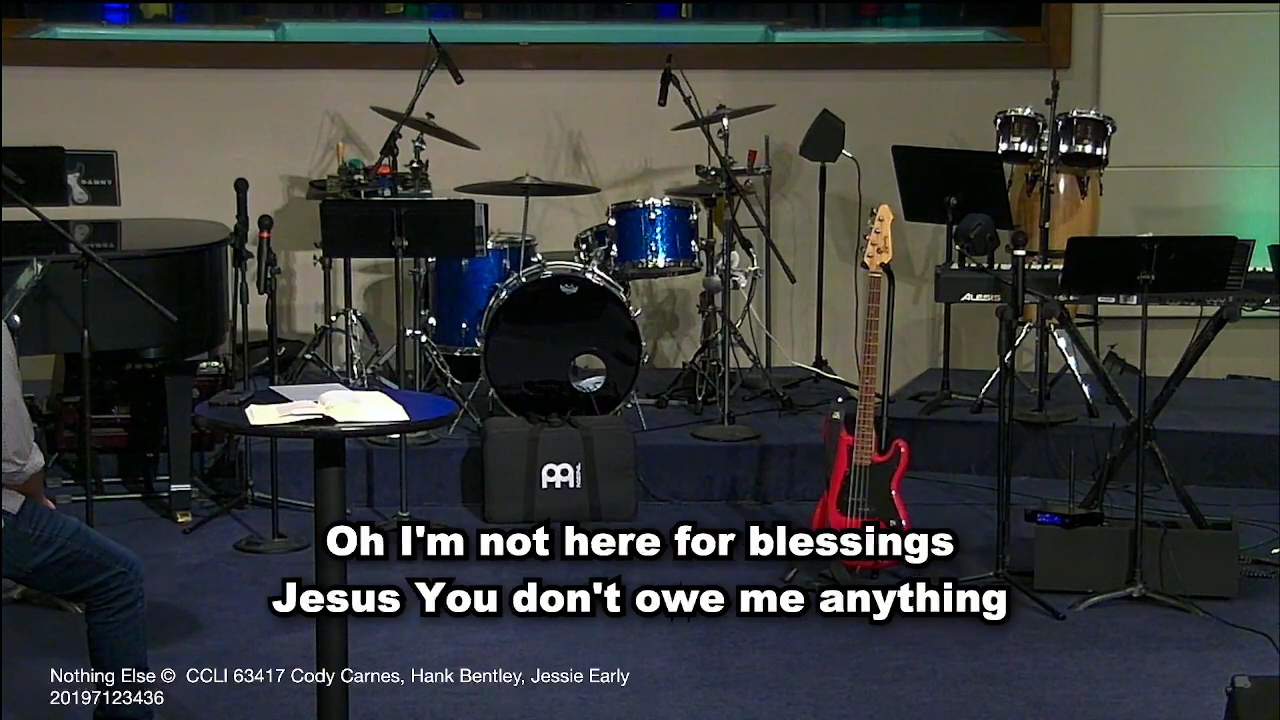 DANNY
ALESIS
MEINL
Oh I'm not here for blessings
Jesus You don't owe me anything
Nothing Else © CCLI 63417 Cody Carnes, Hank Bentley, Jessie Early
20197123436